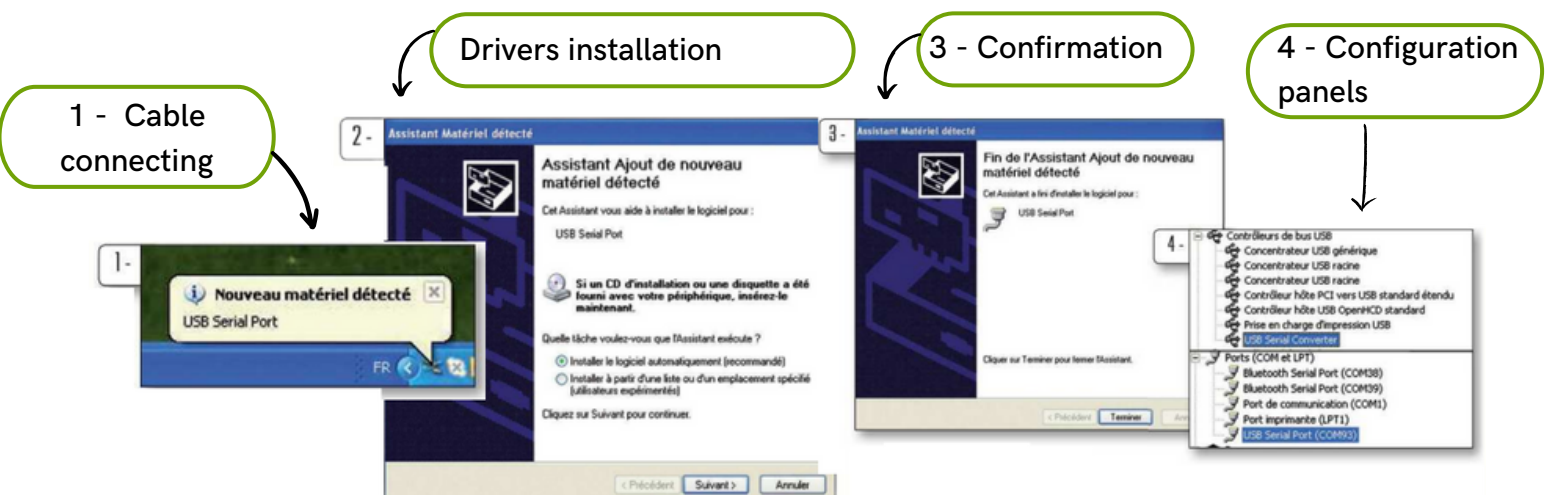 1 - Cable
connecting
Drivers installation
3 - Confirmation
4 - Configuration
panels
1-
Nouveau matériel détecté
USB Serial Port
FR
2-
Assistant Matériel détecté
Assistant Ajout de nouveau
matériel détecté
Cet Assistant vous aide à installer le logiciel pour :
USB Serial Port
Si un CD d'installation ou une disquette a été
fourni avec votre périphérique, insérez-le
maintenant.
Quelle tâche voulez-vous que l'Assistant exécute ?
Installer le logiciel automatiquement (recommandé)
Installer à partir d'une liste ou d'un emplacement spécifié
(utilisateurs expérimentés)
Cliquez sur Suivant pour continuer.
< Précédent
Suivant >
Annuler
3-
Assistant Matériel détecté
Fin de l'Assistant Ajout de nouveau
matériel détecté
Cet Assistant a fini d'installer le logiciel pour :
USB Serial Port
Cliquer sur Terminer pour fermer l'Assistant.
< Précédent
Terminer
4-
Contrôleurs de bus USB
Concentrateur USB générique
Concentrateur USB racine
Concentrateur USB racine
Contrôleur hôte PCI vers USB standard étendu
Contrôleur hôte USB OpenHCD standard
Prise en charge d'impression USB
USB Serial Converter
Ports (COM et LPT)
Bluetooth Serial Port (COM38)
Bluetooth Serial Port (COM39)
Port de communication (COM1)
Port imprimante (LPT1)
USB Serial Port (COM93)